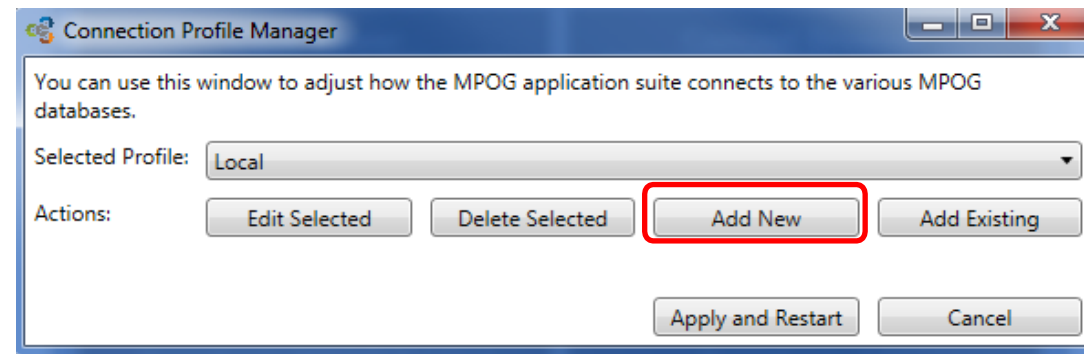 Connection Profile Manager
You can use this window to adjust how the MPOG application suite connects to the various MPOG
databases.
Selected Profile: Local
Actions: Edit Selected Delete Selected Add New Add Existing
Apply and Restart Cancel